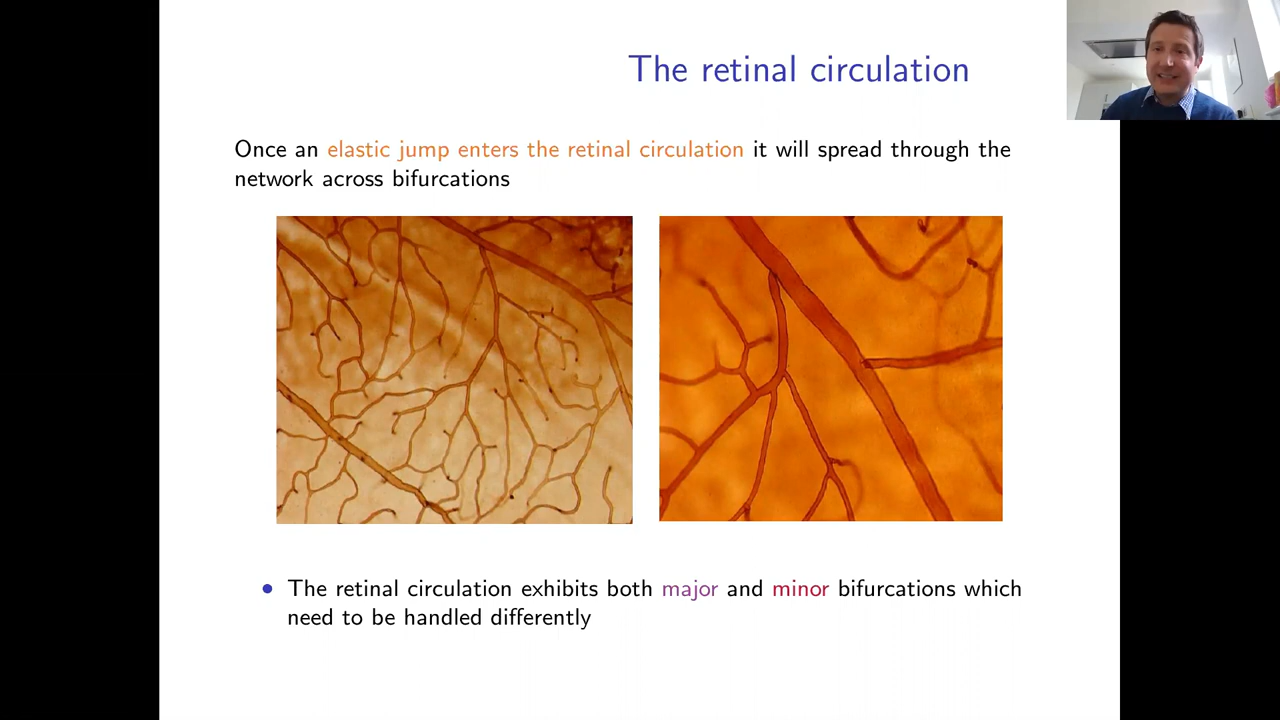 The retinal circulation
Once an elastic jump enters the retinal circulation it will spread through the
network across bifurcations
• The retinal circulation exhibits both major and minor bifurcations which
need to be handled differently